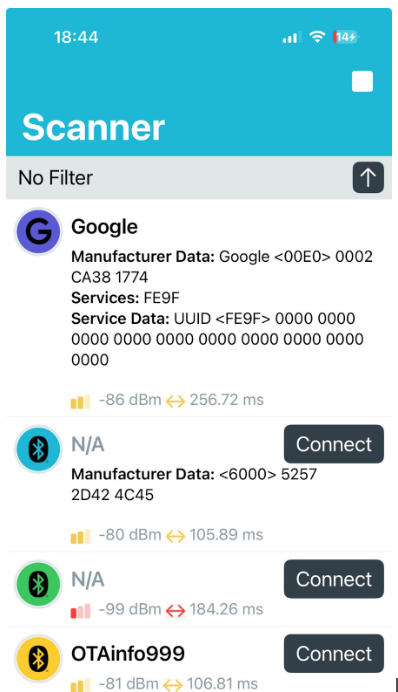 18:44
14
Scanner
No Filter
G
Google
Manufacturer Data: Google <00E0> 0002
CA38 1774
Services: FE9F
Service Data: UUID <FE9F> 0000 0000
0000 0000 0000 0000 0000 0000 0000
0000
-86 dBm 256.72 ms
N/A
Connect
Manufacturer Data: <6000> 5257
2D42 4C45
-80 dBm 105.89 ms
N/A
Connect
-99 dBm 184.26 ms
OTAinfo999
Connect
-81 dBm 106.81 ms